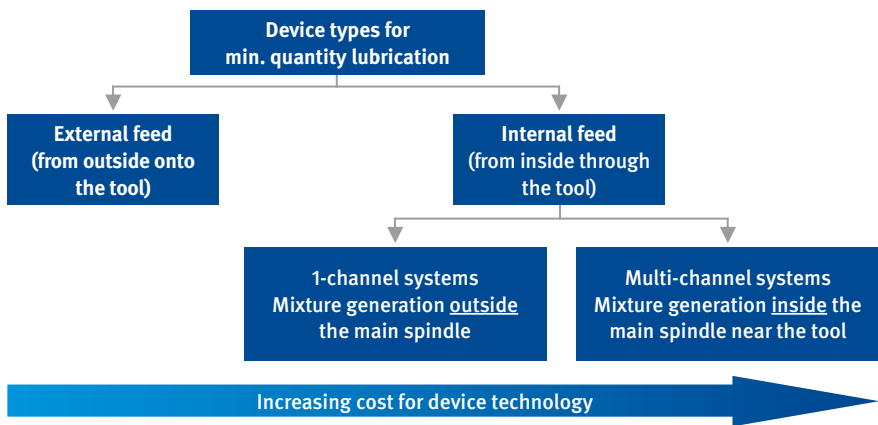 Device types for
min. quantity lubrication
External feed
(from outside onto
the tool)
Internal feed
(from inside through
the tool)
1-channel systems
Mixture generation outside
the main spindle
Multi-channel systems
Mixture generation inside the
main spindle near the tool
Increasing cost for device technology